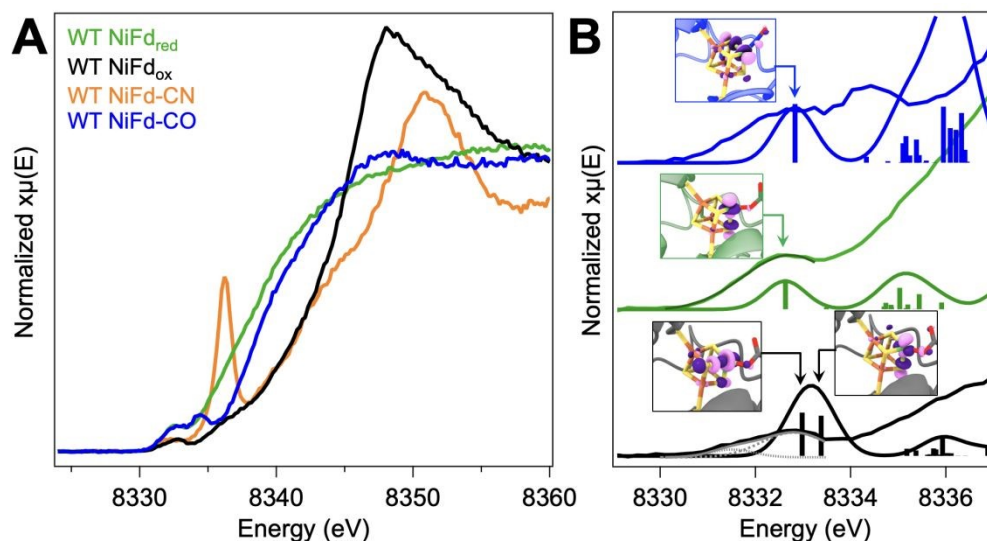 A
WT NiFd_red
WT NiFd_ox
WT NiFd-CN
WT NiFd-CO
Normalized xμ(E)
8330 8340 8350 8360
Energy (eV)
B
Normalized xμ(E)
8330 8332 8334 8336
Energy (eV)